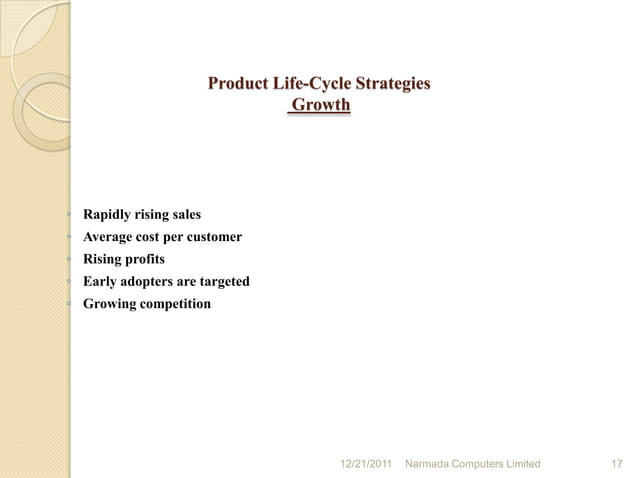 Product Life-Cycle Strategies
Growth
◦ Rapidly rising sales
◦ Average cost per customer
◦ Rising profits
◦ Early adopters are targeted
◦ Growing competition
12/21/2011 Narmada Computers Limited 17